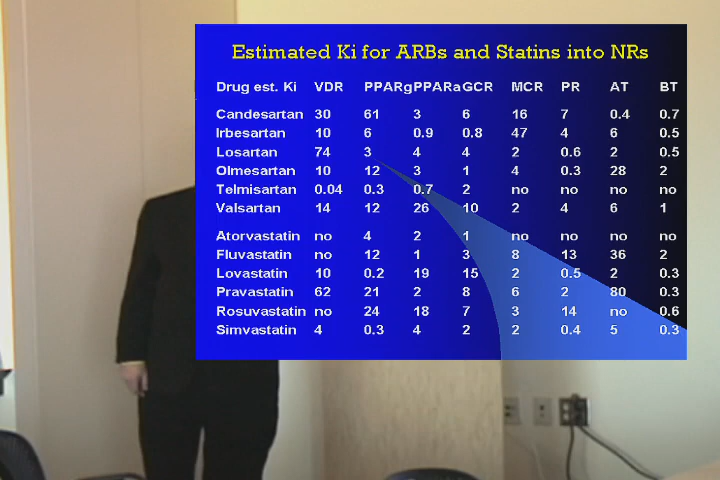 Estimated Ki for ARBs and Statins into NRs
Drug est. Ki VDR PPARg PPARa GCR MCR PR AT BT
Candesartan 30 61 3 6 16 7 0.4 0.7
Irbesartan 10 6 0.9 0.8 47 4 6 0.5
Losartan 74 3 4 4 2 0.6 2 0.5
Olmesartan 10 12 3 1 4 0.3 28 2
Telmisartan 0.04 0.3 0.7 2 no no no no
Valsartan 14 12 26 10 2 4 6 1
Atorvastatin no 4 2 1 no no no no
Fluvastatin no 12 1 3 8 13 36 2
Lovastatin 10 0.2 19 15 2 0.5 2 0.3
Pravastatin 62 21 2 8 6 2 80 0.3
Rosuvastatin no 24 18 7 3 14 no 0.6
Simvastatin 4 0.3 4 2 2 0.4 5 0.3